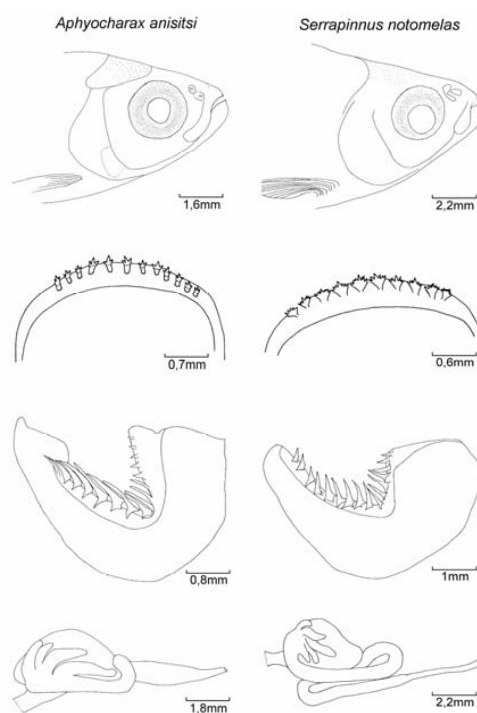 Aphyocharax anisitsi Serrapinnus notomelas
1,6mm 2,2mm
0,7mm 0,6mm
0,8mm 1mm
1.8mm 2,2mm